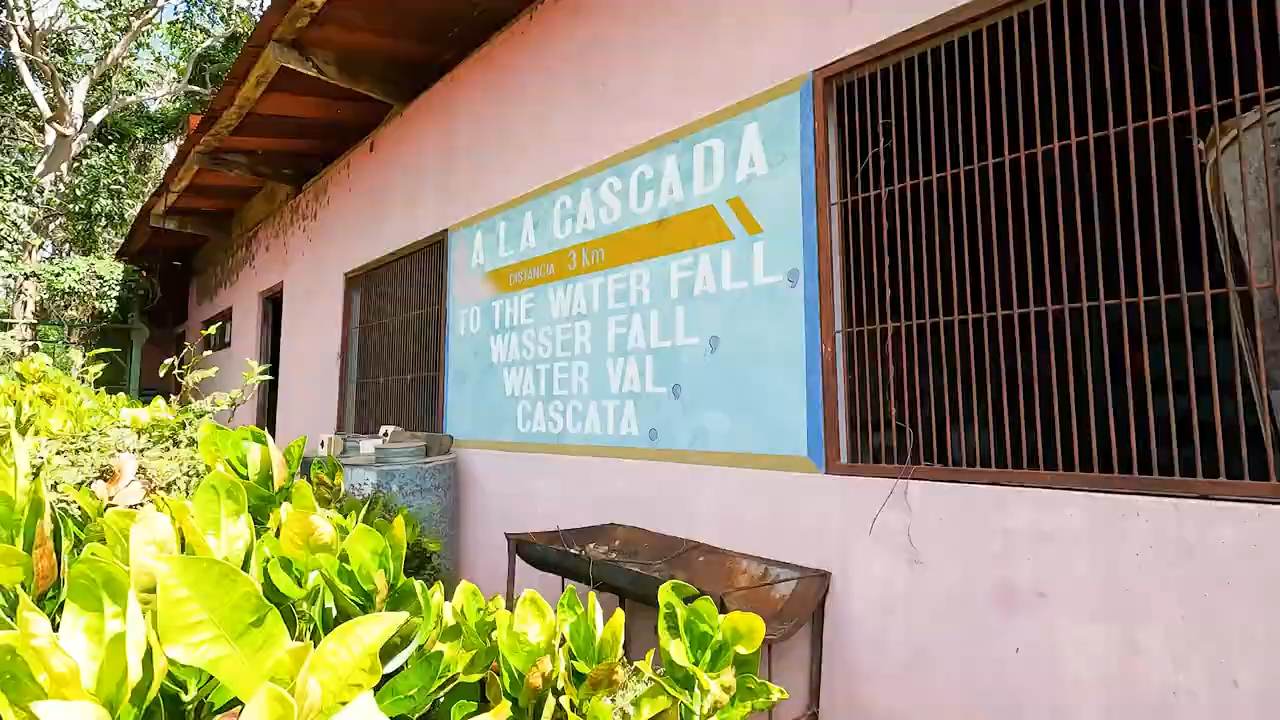 A LA CASCADA
DISTANCIA 3 Km
TO THE WATER FALL,
WASSER FALL,
WATER VAL,
CASCATA.